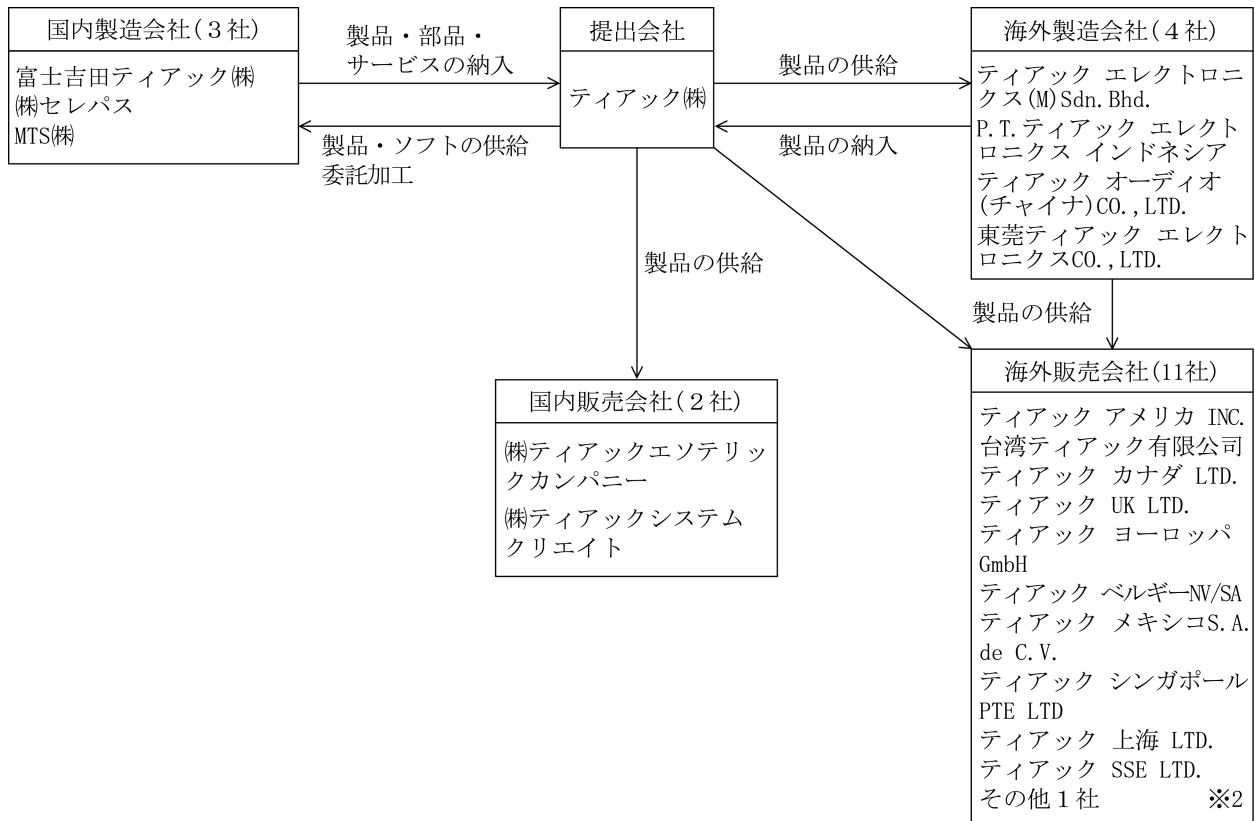 国内製造会社(３社)
富士吉田ティアック㈱
㈱セレパス
MTS㈱
製品・部品・
サービスの納入
製品・ソフトの供給
委託加工
提出会社
ティアック㈱
製品の供給
製品の納入
海外製造会社(４社)
ティアック エレクトロニ
クス(M)Sdn.Bhd.
P.T.ティアック エレクト
ロニクス インドネシア
ティアック オーディオ
(チャイナ)CO.,LTD.
東莞ティアック エレクト
ロニクスCO.,LTD.
製品の供給
製品の供給
国内販売会社(２社)
㈱ティアックエソテリッ
クカンパニー
㈱ティアックシステム
クリエイト
海外販売会社(11社)
ティアック アメリカ INC.
台湾ティアック有限公司
ティアック カナダ LTD.
ティアック UK LTD.
ティアック ヨーロッパ
GmbH
ティアック ベルギーNV/SA
ティアック メキシコS.A.
de C.V.
ティアック シンガポール
PTE LTD
ティアック 上海 LTD.
ティアック SSE LTD.
その他１社 ※2